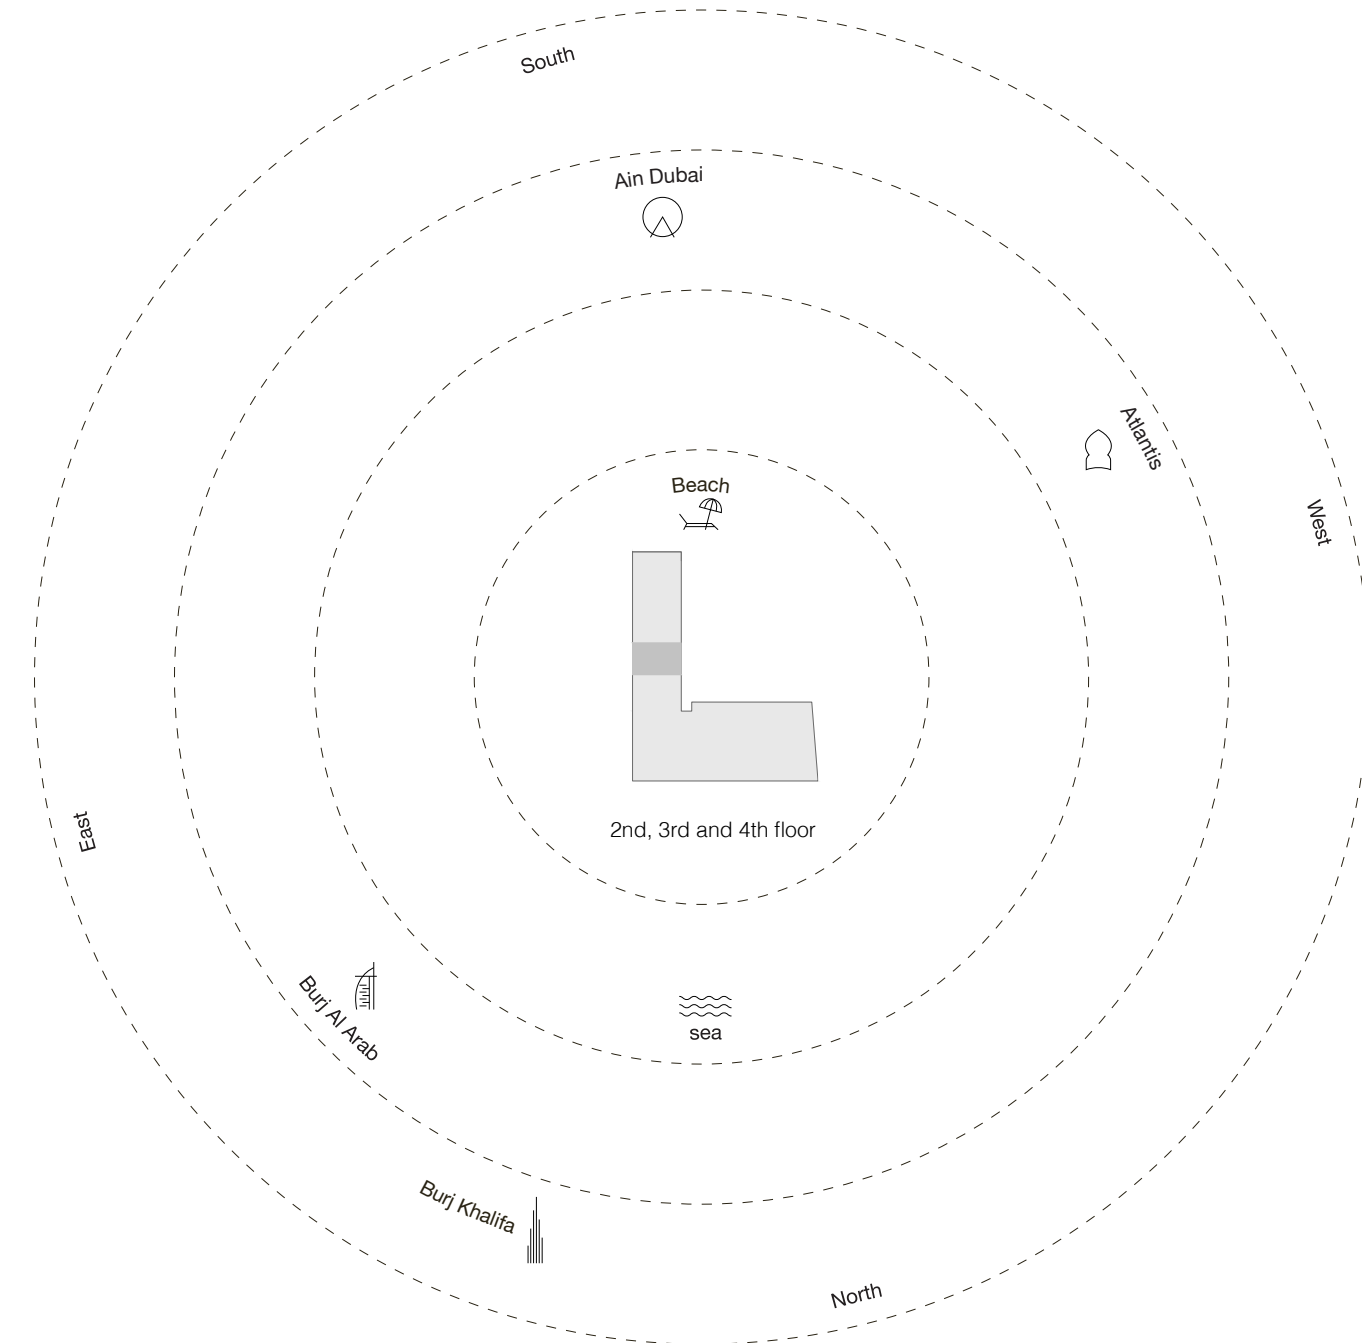 South
Ain Dubai
Atlantis
Beach
West
2nd, 3rd and 4th floor
East
Burj Al Arab
sea
Burj Khalifa
North